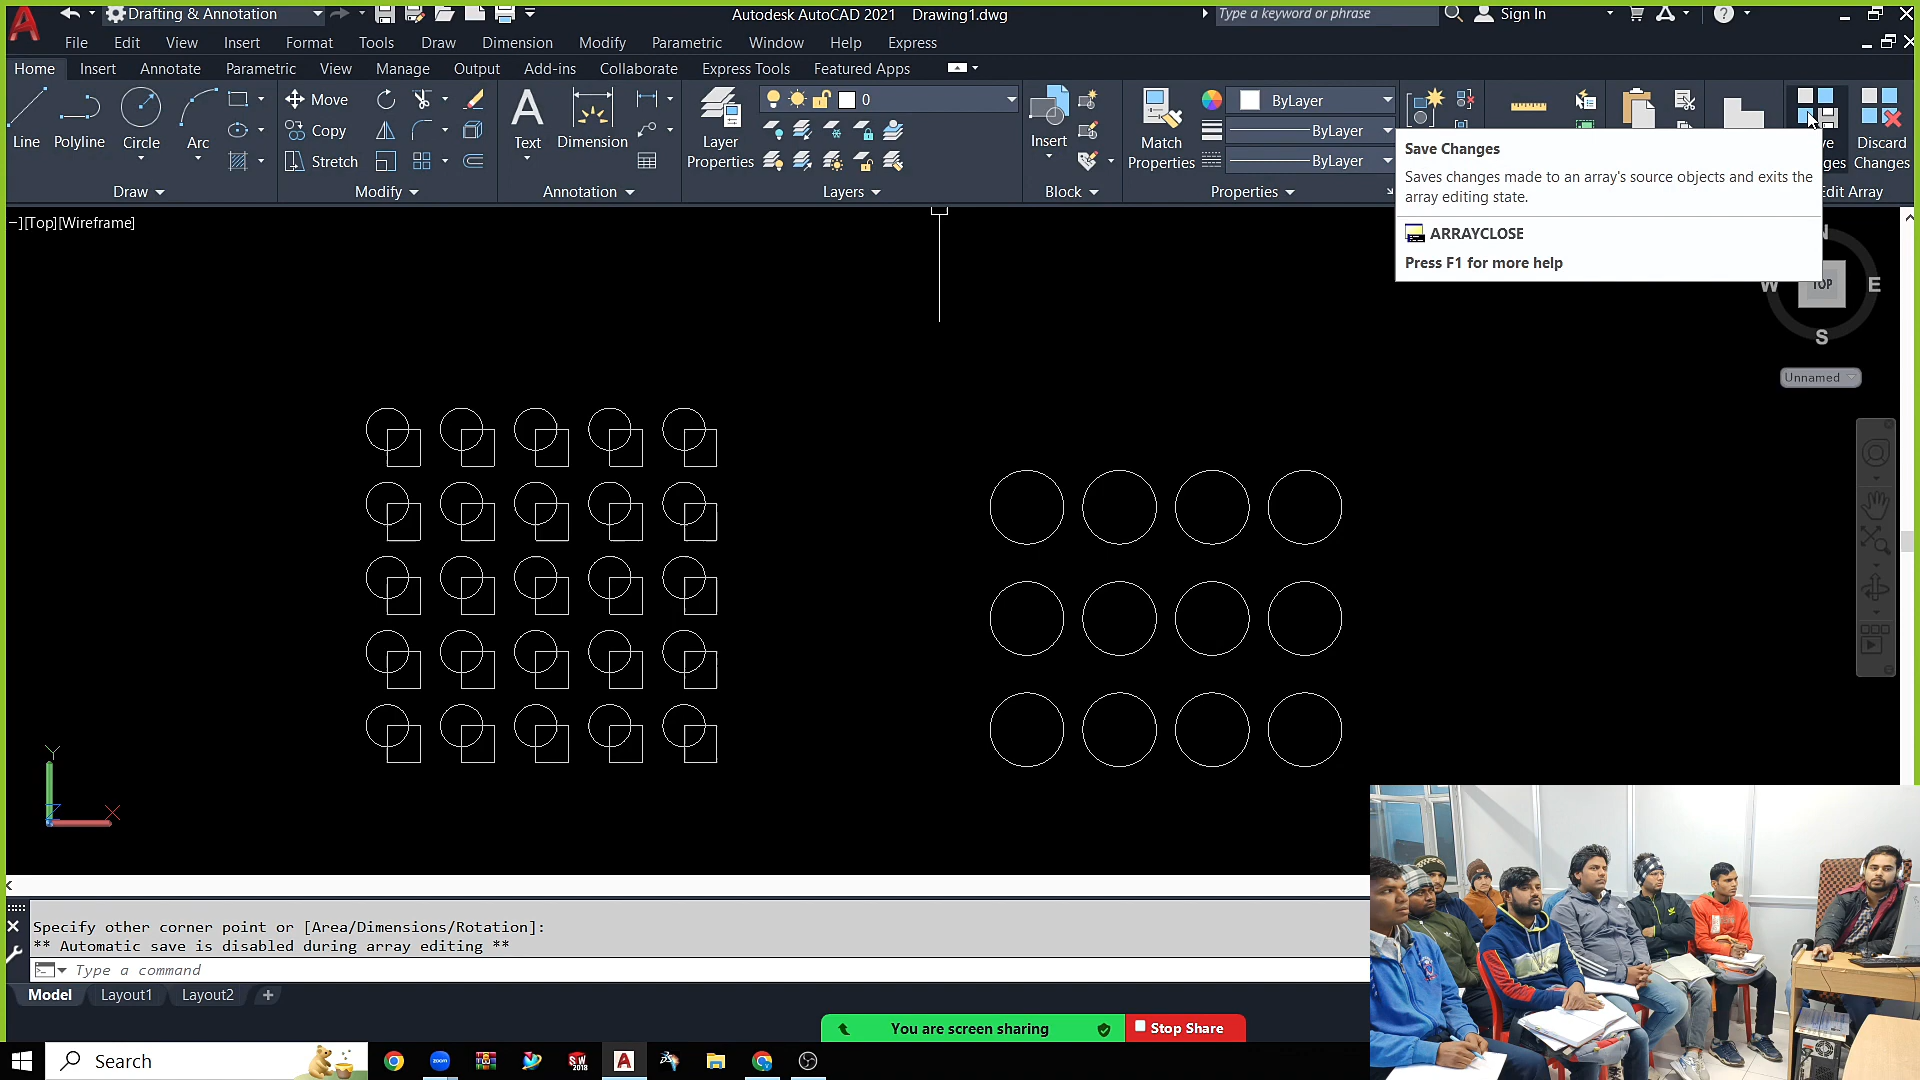 Drafting & Annotation
Autodesk AutoCAD 2021 Drawing1.dwg
Type a keyword or phrase
Sign In
File Edit View Insert Format Tools Draw Dimension Modify Parametric Window Help Express
Home Insert Annotate Parametric View Manage Output Add-ins Collaborate Express Tools Featured Apps
Line Polyline Circle Arc
Move
Copy
Stretch
Text Dimension
Layer Properties
0
Insert
Match Properties
ByLayer
ByLayer
ByLayer
Discard Changes
Draw Modify Annotation Layers Block Properties
Edit Array
Save Changes
Saves changes made to an array's source objects and exits the
array editing state.
ARRAYCLOSE
Press F1 for more help
–][Top][Wireframe]
W TOP E
S
Unnamed
Y
X
Specify other corner point or [Area/Dimensions/Rotation]:
** Automatic save is disabled during array editing **
Type a command
Model Layout1 Layout2 +
You are screen sharing Stop Share
Search
zoom
SW
2018
A